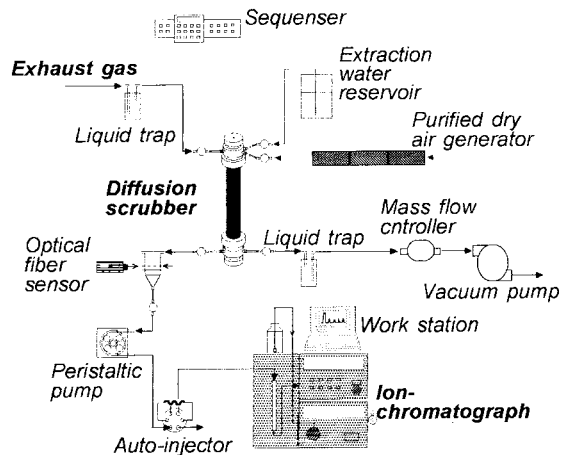 Sequenser
Exhaust gas
Extraction
water
reservoir
Liquid trap
Purified dry
air generator
Diffusion
scrubber
Mass flow
cntroller
Liquid trap
Optical
fiber
sensor
Vacuum pump
Work station
Peristaltic
pump
Ion-
chromatograph
Auto-injector